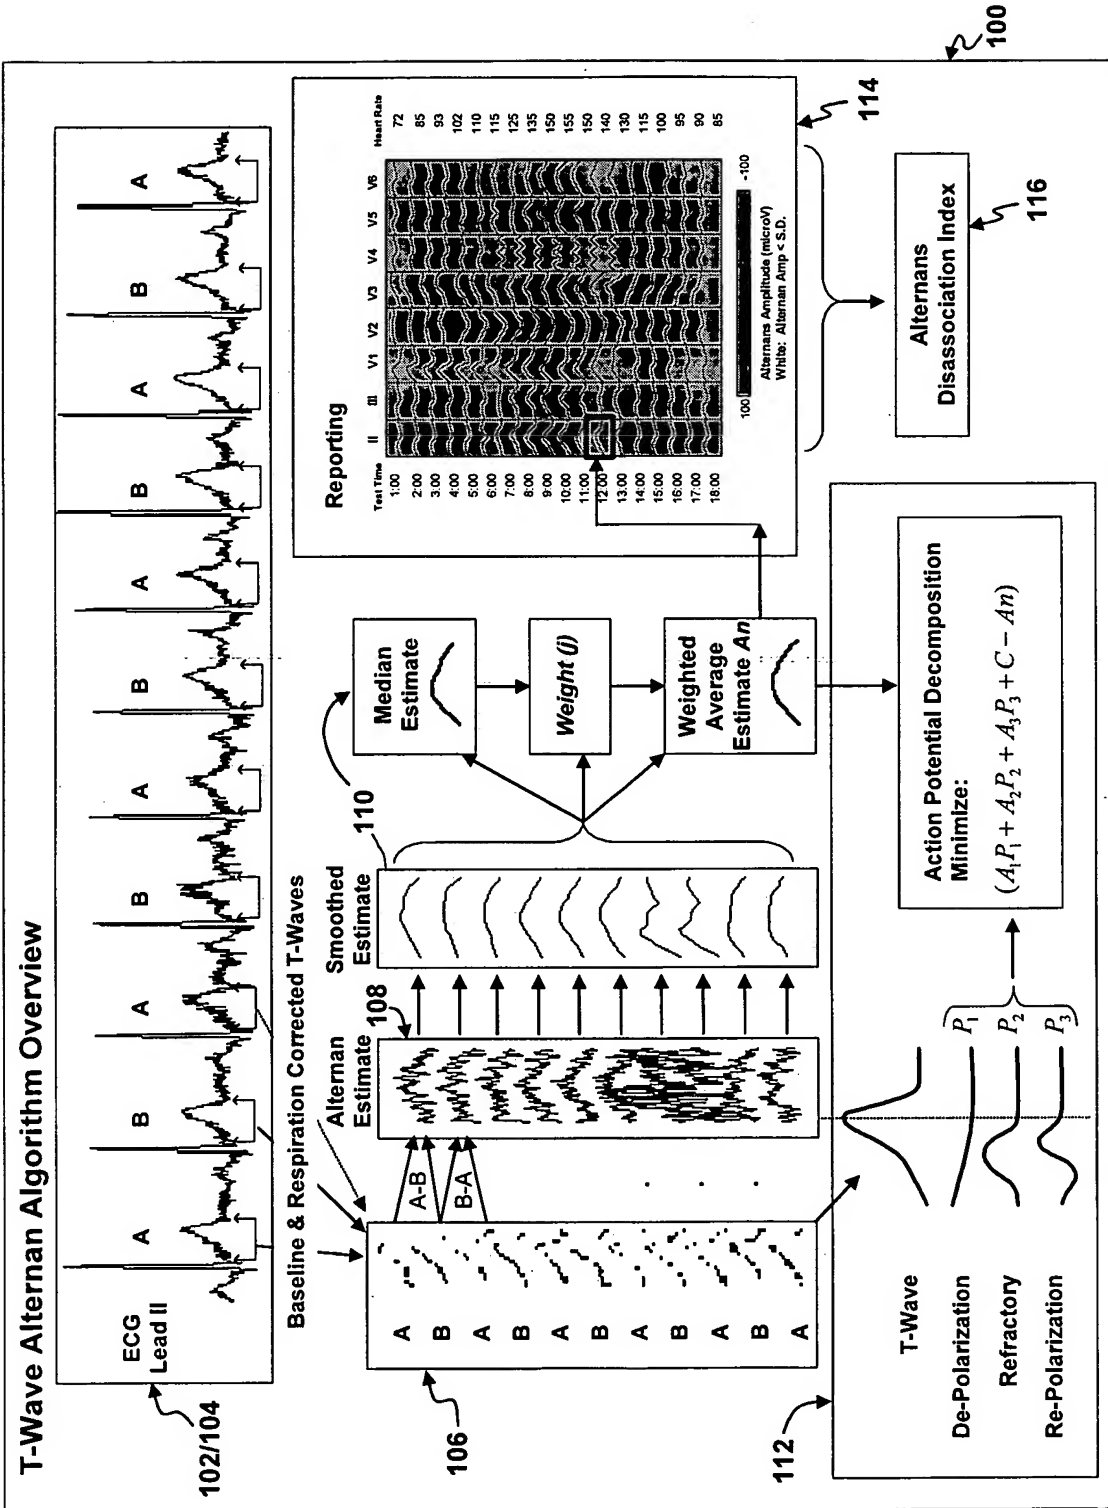 T-Wave Alternan Algorithm Overview
ECG
Lead II
A B A B A B A B A B A
102/104
Baseline & Respiration Corrected T-Waves
A
B
A
B
A
B
A
B
A
B
A
106
A-B
B-A
Alternan
Estimate
108
Smoothed
Estimate
110
Median
Estimate
Weight (j)
Weighted
Average
Estimate An
Reporting
Test Time II III V1 V2 V3 V4 V5 V6 Heart Rate
1:00 72
2:00 85
3:00 93
4:00 102
5:00 110
6:00 115
7:00 125
8:00 135
9:00 150
10:00 155
11:00 150
12:00 140
13:00 130
14:00 115
15:00 100
16:00 95
17:00 90
18:00 85
100 -100
Alternans Amplitude (microV)
White: Alternan Amp < S.D.
114
Alternans
Disassociation Index
116
112
T-Wave
De-Polarization P₁
Refractory P₂
Re-Polarization P₃
Action Potential Decomposition
Minimize:
(A₁P₁ + A₂P₂ + A₃P₃ + C − An)
100